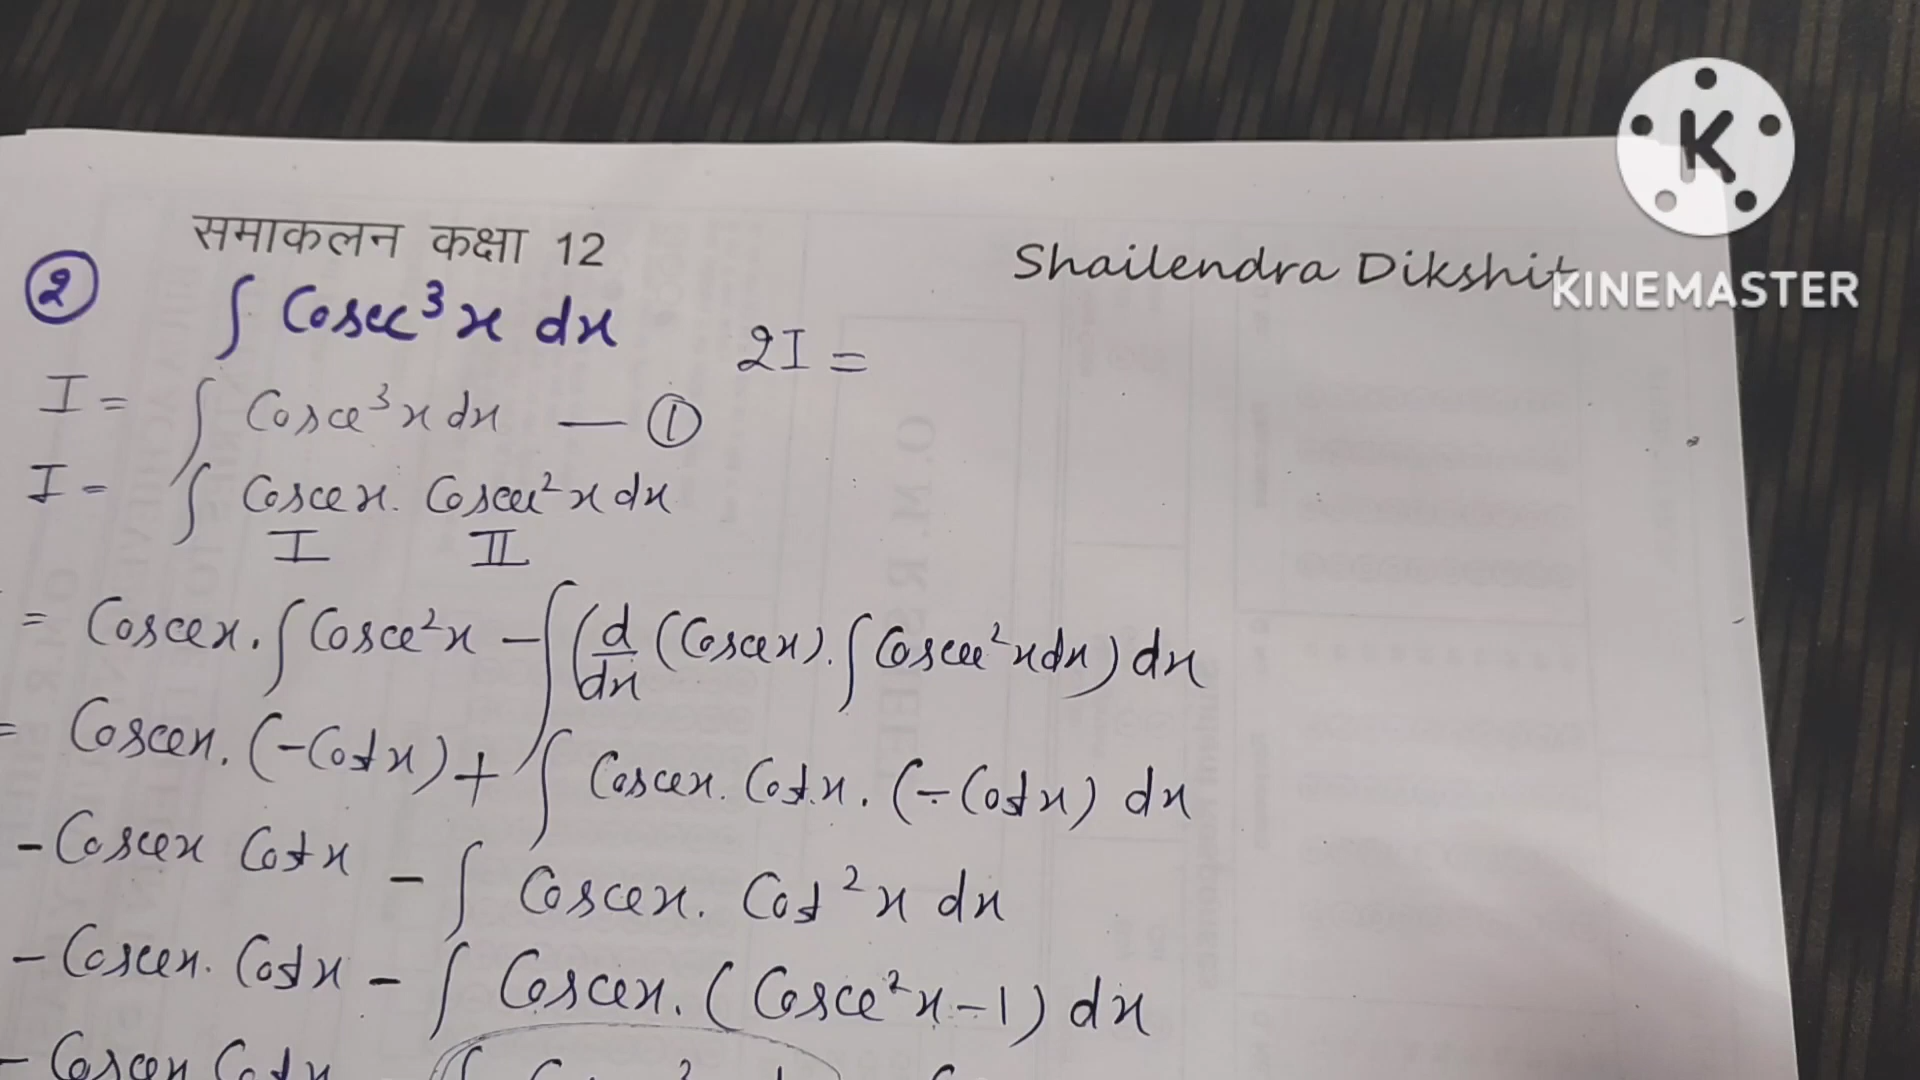 समाकलन कक्षा 12
Shailendra Dikshit
KINEMASTER
② ∫ Cosec³x dx
2I =
I = ∫ Cosec³x dx — ①
I = ∫ Cosecx. Cosec²x dx
I II
= Cosecx. ∫ Cosec²x - ∫ (d/dx (Cosecx). ∫ Cosec²x dx) dx
= Cosecx. (-Cotx) + ∫ Cosecx. Cotx. (-Cotx) dx
- Cosecx Cotx - ∫ Cosecx. Cot²x dx
- Cosecx. Cotx - ∫ Cosecx. (Cosec²x-1) dx
- Cosecx Cotx